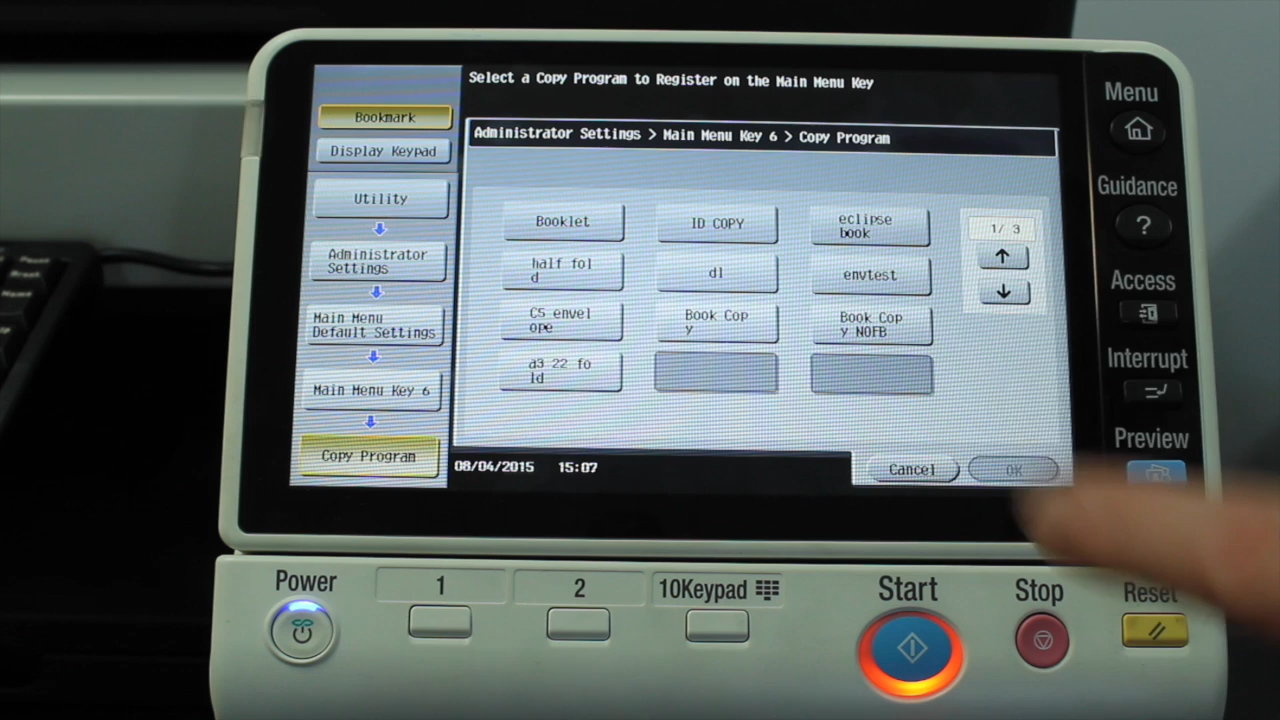 Select a Copy Program to Register on the Main Menu Key
Bookmark
Display Keypad
Utility
Administrator
Settings
Main Menu
Default Settings
Main Menu Key 6
Copy Program
Administrator Settings > Main Menu Key 6 > Copy Program
Booklet
ID COPY
eclipse
book
half fol
d
dl
envtest
C5 envel
ope
Book Cop
y
Book Cop
y NOFB
a3 22 fo
ld
1/ 3
↑
↓
08/04/2015 15:07
Cancel
OK
Menu
Guidance
?
Access
Interrupt
Preview
Power
1
2
10Keypad
Start
Stop
Reset